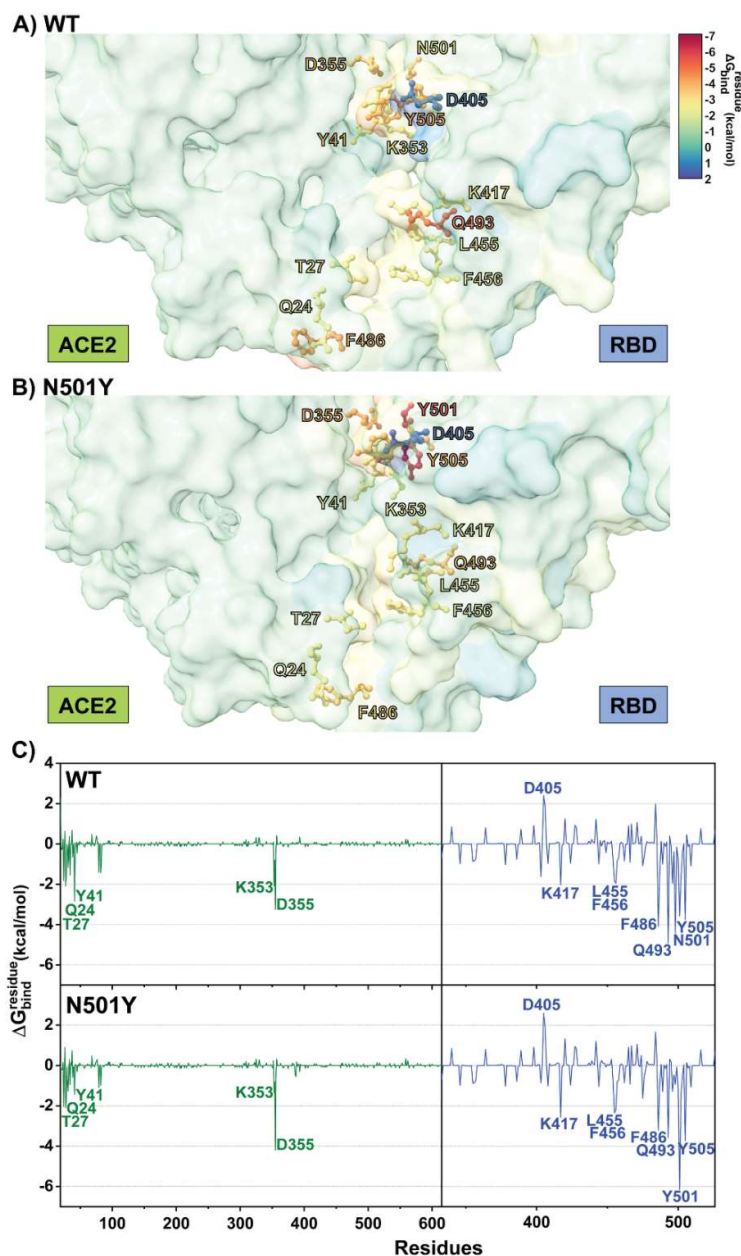 A) WT
D355
N501
D405
Y505
Y41
K353
K417
Q493
L455
T27
F456
Q24
F486
ACE2
RBD
-7
-6
-5
-4
-3
-2
-1
0
1
2
ΔG residue bind (kcal/mol)
B) N501Y
D355
Y501
D405
Y505
Y41
K353
K417
Q493
L455
T27
F456
Q24
F486
ACE2
RBD
C)
4
2
0
-2
-4
-6
WT
Y41
Q24
T27
K353
D355
D405
K417
L455
F456
F486
Q493
Y505
N501
2
0
-2
-4
-6
N501Y
Y41
Q24
T27
K353
D355
D405
K417
L455
F456
F486
Q493
Y505
Y501
ΔG residue bind (kcal/mol)
100 200 300 400 500 600 400 500
Residues